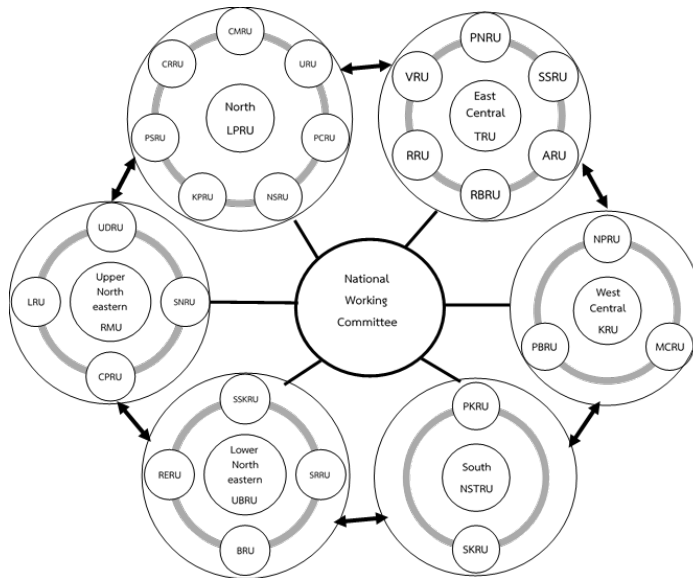 CMRU
CRRU
URU
North
LPRU
PSRU
PCRU
KPRU
NSRU
PNRU
VRU
SSRU
East
Central
TRU
RRU
ARU
RBRU
UDRU
LRU
Upper
North
eastern
RMU
SNRU
CPRU
National
Working
Committee
NPRU
West
Central
KRU
PBRU
MCRU
SSKRU
RERU
Lower
North
eastern
UBRU
SRRU
BRU
PKRU
South
NSTRU
SKRU